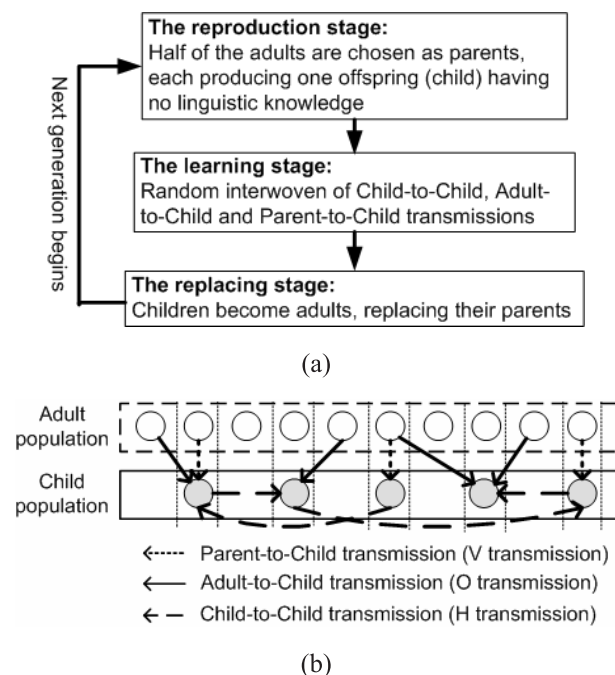 The reproduction stage:
Half of the adults are chosen as parents,
each producing one offspring (child) having
no linguistic knowledge
Next generation begins
The learning stage:
Random interwoven of Child-to-Child, Adult-
to-Child and Parent-to-Child transmissions
The replacing stage:
Children become adults, replacing their parents
(a)
Adult
population
Child
population
Parent-to-Child transmission (V transmission)
Adult-to-Child transmission (O transmission)
Child-to-Child transmission (H transmission)
(b)